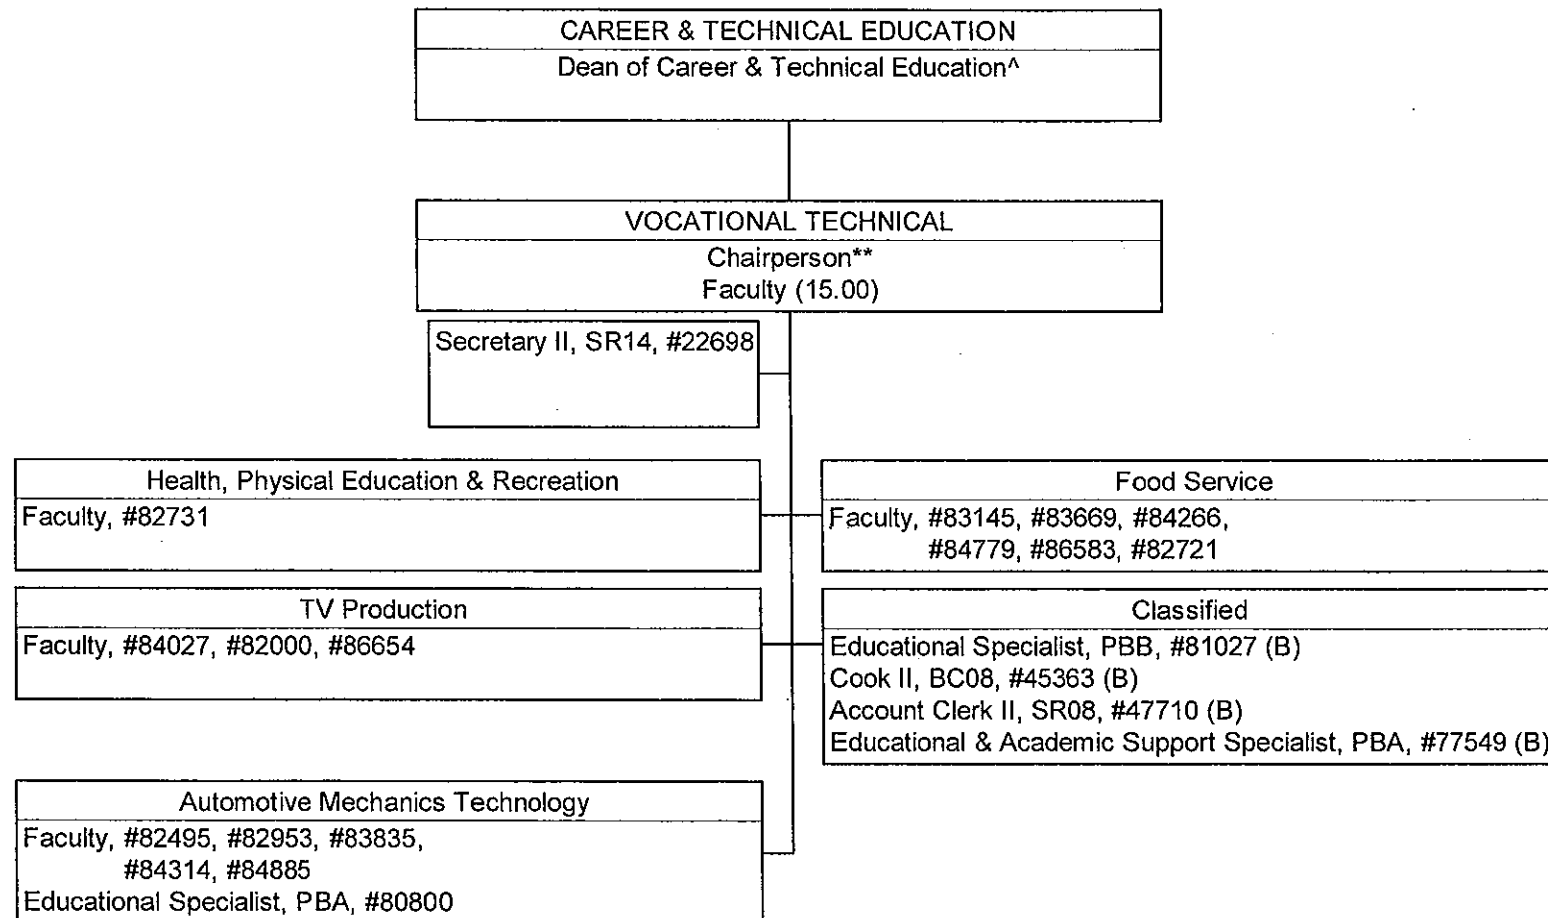 CAREER & TECHNICAL EDUCATION
Dean of Career & Technical Education^
VOCATIONAL TECHNICAL
Chairperson**
Faculty (15.00)
Secretary II, SR14, #22698
Health, Physical Education & Recreation
Faculty, #82731
Food Service
Faculty, #83145, #83669, #84266,
#84779, #86583, #82721
TV Production
Faculty, #84027, #82000, #86654
Classified
Educational Specialist, PBB, #81027 (B)
Cook II, BC08, #45363 (B)
Account Clerk II, SR08, #47710 (B)
Educational & Academic Support Specialist, PBA, #77549 (B)
Automotive Mechanics Technology
Faculty, #82495, #82953, #83835,
#84314, #84885
Educational Specialist, PBA, #80800